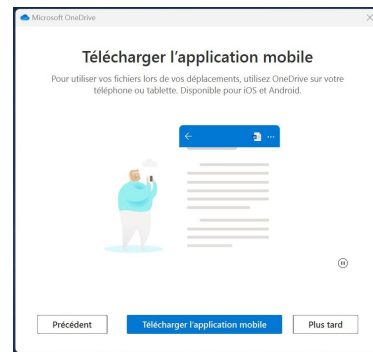 Microsoft OneDrive
Télécharger l'application mobile
Pour utiliser vos fichiers lors de vos déplacements, utilisez OneDrive sur votre
téléphone ou tablette. Disponible pour iOS et Android.
Précédent
Télécharger l'application mobile
Plus tard